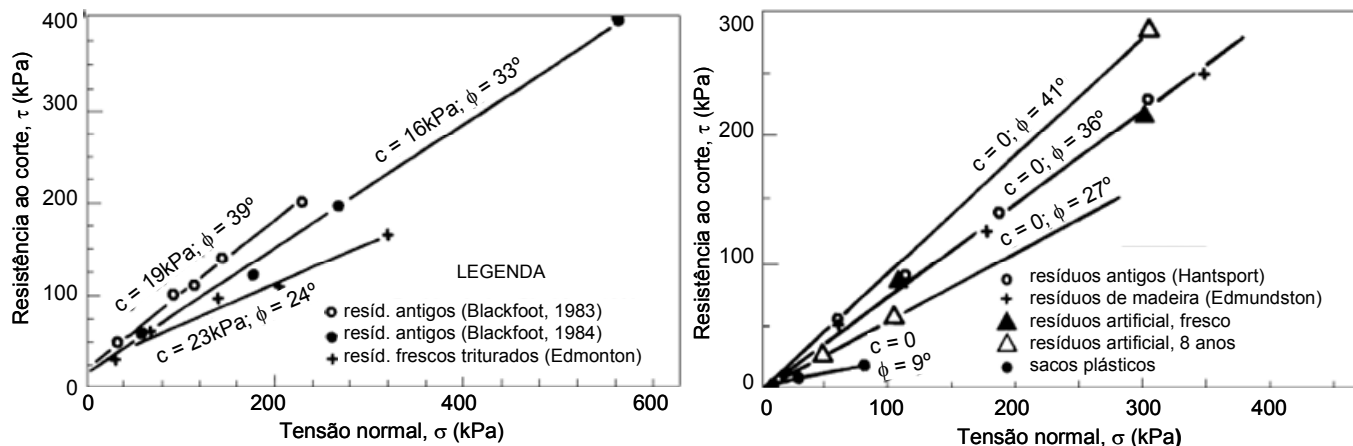 Resistência ao corte, τ (kPa)
400
300
200
100
0
c = 16kPa; ϕ = 33º
c = 19kPa; ϕ = 39º
c = 23kPa; ϕ = 24º
LEGENDA
resíd. antigos (Blackfoot, 1983)
resíd. antigos (Blackfoot, 1984)
resíd. frescos triturados (Edmonton)
0 200 400 600
Tensão normal, σ (kPa)
Resistência ao corte, τ (kPa)
300
200
100
0
c = 0; ϕ = 41º
c = 0; ϕ = 36º
c = 0; ϕ = 27º
c = 0
ϕ = 9º
resíduos antigos (Hantsport)
resíduos de madeira (Edmundston)
resíduos artificial, fresco
resíduos artificial, 8 anos
sacos plásticos
0 100 200 300 400
Tensão normal, σ (kPa)